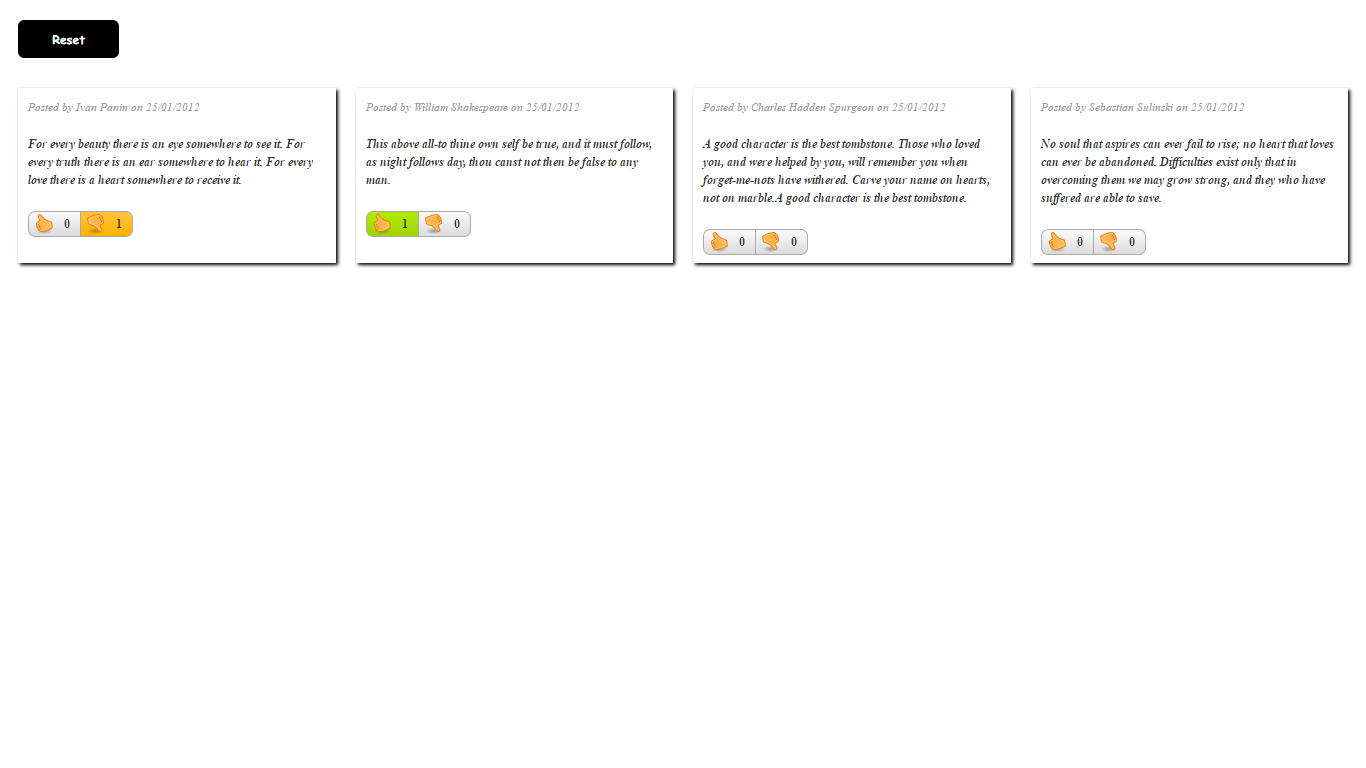 Reset
Posted by Ivan Panin on 25/01/2012
For every beauty there is an eye somewhere to see it. For
every truth there is an ear somewhere to hear it. For every
love there is a heart somewhere to receive it.
0 1
Posted by William Shakespeare on 25/01/2012
This above all-to thine own self be true, and it must follow,
as night follows day, thou canst not then be false to any
man.
1 0
Posted by Charles Hadden Spurgeon on 25/01/2012
A good character is the best tombstone. Those who loved
you, and were helped by you, will remember you when
forget-me-nots have withered. Carve your name on hearts,
not on marble.A good character is the best tombstone.
0 0
Posted by Sebastian Sulinski on 25/01/2012
No soul that aspires can ever fail to rise; no heart that loves
can ever be abandoned. Difficulties exist only that in
overcoming them we may grow strong, and they who have
suffered are able to save.
0 0